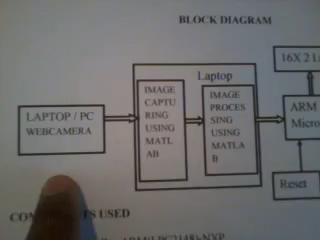 BLOCK DIAGRAM
16X 2
Laptop
LAPTOP / PC
WEBCAMERA
IMAGE
CAPTU
RING
USING
MATL
AB
IMAGE
PROCES
SING
USING
MATLA
B
ARM
Micro
Reset
USED